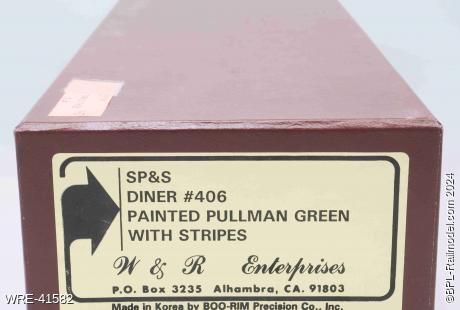 SP&S
DINER #406
PAINTED PULLMAN GREEN
WITH STRIPES
W & R Enterprises
P.O. Box 3235 Alhambra, CA. 91803
Made in Korea by BOO-RIM Precision Co., Inc.
WRE-41582
©BPL-Railmodel.com 2024